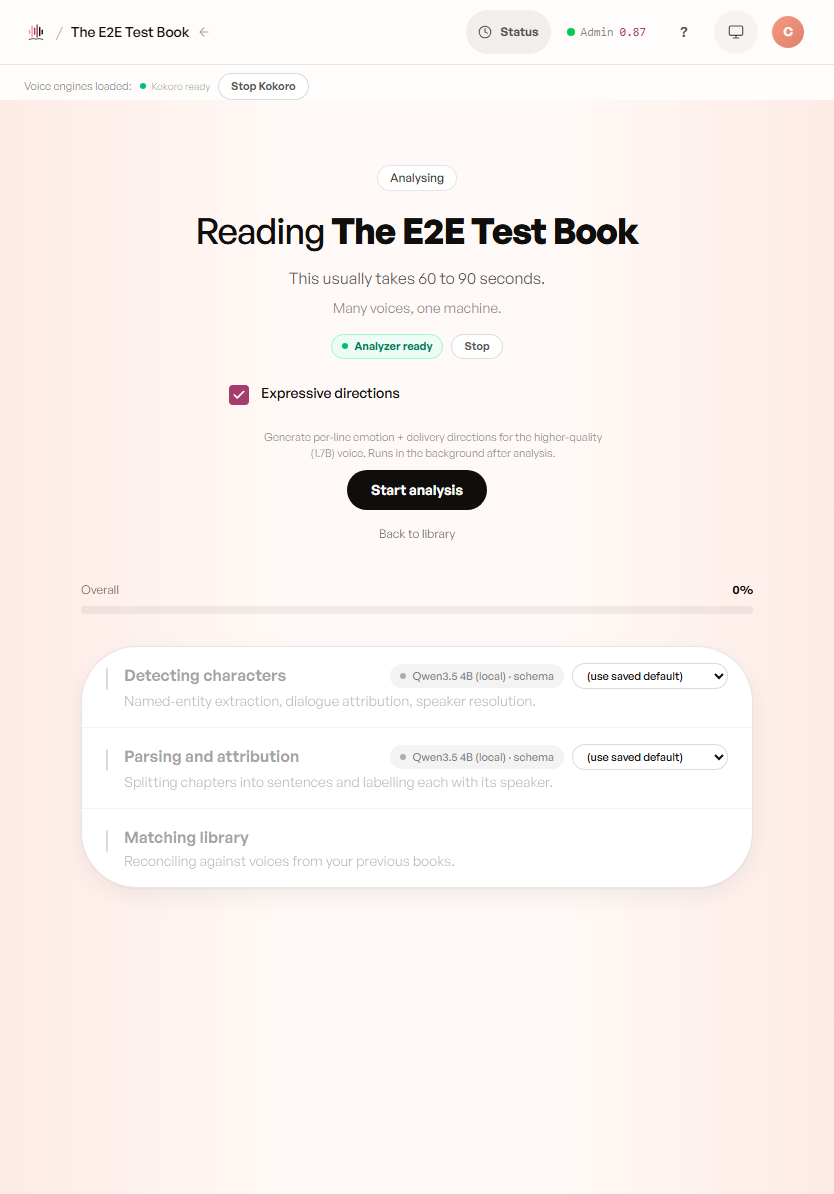 / The E2E Test Book ←
Status
Admin 0.87
?
C
Voice engines loaded: Kokoro ready Stop Kokoro
Analysing
Reading The E2E Test Book
This usually takes 60 to 90 seconds.
Many voices, one machine.
Analyzer ready Stop
Expressive directions
Generate per-line emotion + delivery directions for the higher-quality
(1.7B) voice. Runs in the background after analysis.
Start analysis
Back to library
Overall 0%
Detecting characters Qwen3.5 4B (local) · schema (use saved default)
Named-entity extraction, dialogue attribution, speaker resolution.
Parsing and attribution Qwen3.5 4B (local) · schema (use saved default)
Splitting chapters into sentences and labelling each with its speaker.
Matching library
Reconciling against voices from your previous books.